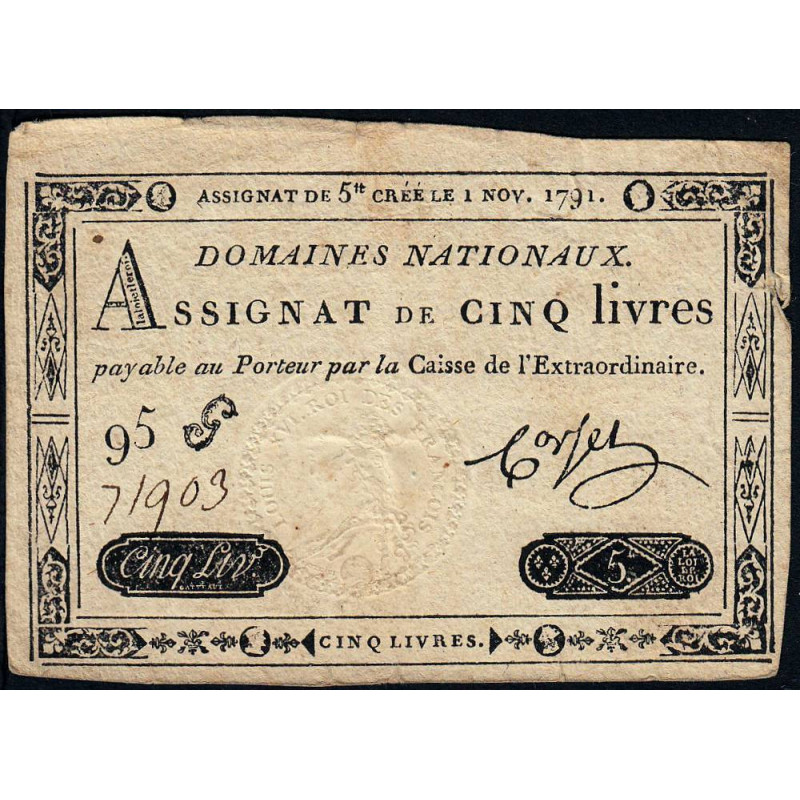 ASSIGNAT DE 5tt CRÉÉ LE 1 NOV. 1791.
DOMAINES NATIONAUX.
ASSIGNAT DE CINQ livres
payable au Porteur par la Caisse de l'Extraordinaire.
95 S
71903
Corsel
LOUIS XVI ROI DES FRANÇOIS
Cinq Liv.s
GATTEAUX
5
LA LOI ET LE ROI
CINQ LIVRES.